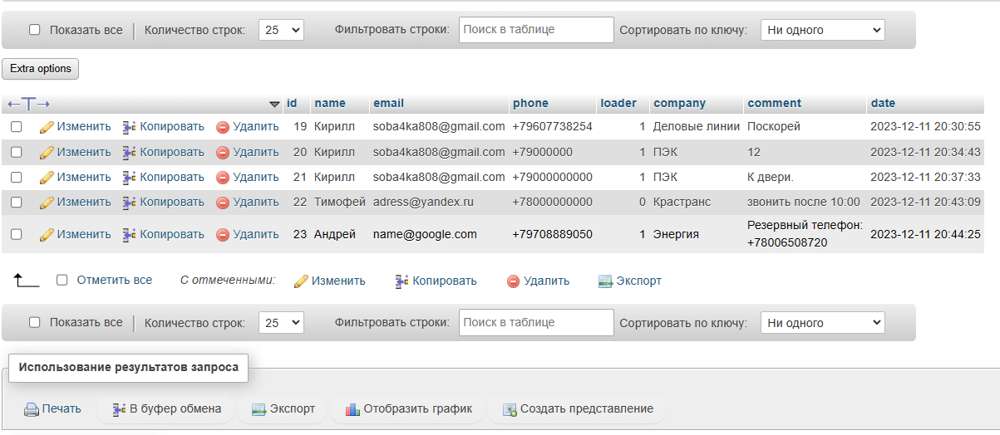 Показать все Количество строк: 25 Фильтровать строки: Поиск в таблице Сортировать по ключу: Ни одного
Extra options
id name email phone loader company comment date
Изменить Копировать Удалить 19 Кирилл soba4ka808@gmail.com +79607738254 1 Деловые линии Поскорей 2023-12-11 20:30:55
Изменить Копировать Удалить 20 Кирилл soba4ka808@gmail.com +79000000 1 ПЭК 12 2023-12-11 20:34:43
Изменить Копировать Удалить 21 Кирилл soba4ka808@gmail.com +79000000000 1 ПЭК К двери. 2023-12-11 20:37:33
Изменить Копировать Удалить 22 Тимофей adress@yandex.ru +78000000000 0 Кратранс звонить после 10:00 2023-12-11 20:43:09
Изменить Копировать Удалить 23 Андрей name@google.com +79708889050 1 Энергия Резервный телефон: 2023-12-11 20:44:25
+78006508720
Отметить все С отмеченными: Изменить Копировать Удалить Экспорт
Показать все Количество строк: 25 Фильтровать строки: Поиск в таблице Сортировать по ключу: Ни одного
Использование результатов запроса
Печать В буфер обмена Экспорт Отобразить график Создать представление